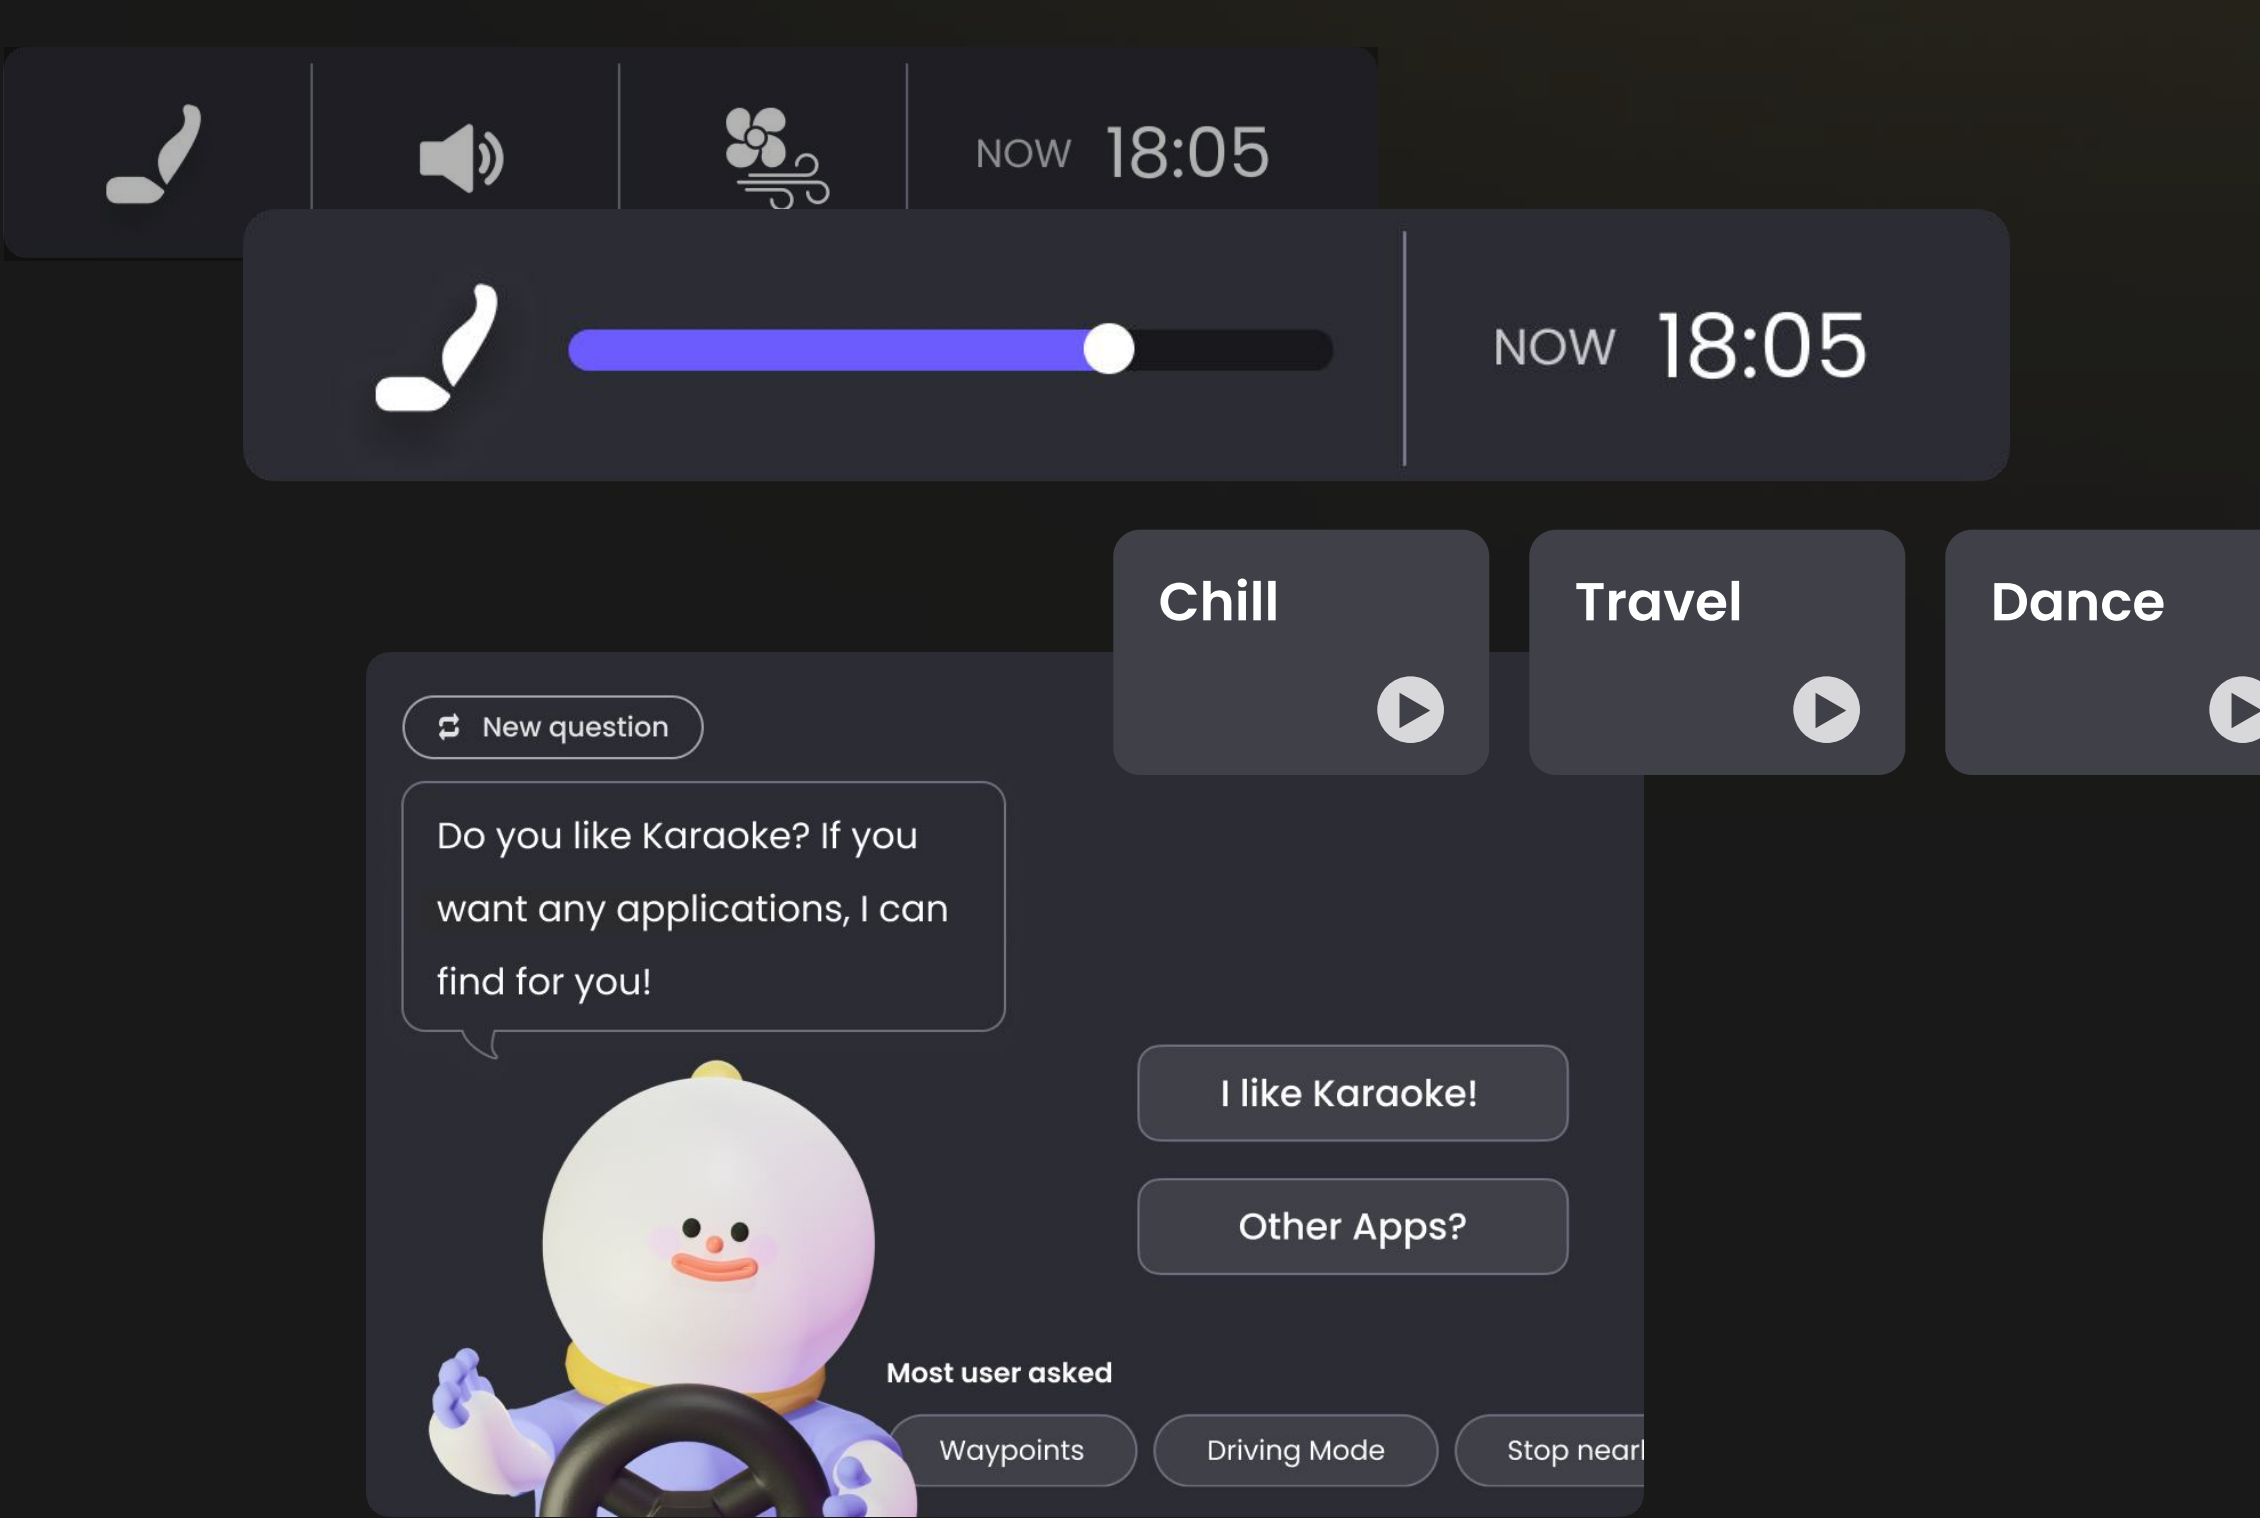 NOW 18:05
NOW 18:05
Chill
Travel
Dance
New question
Do you like Karaoke? If you
want any applications, I can
find for you!
I like Karaoke!
Other Apps?
Most user asked
Waypoints
Driving Mode
Stop